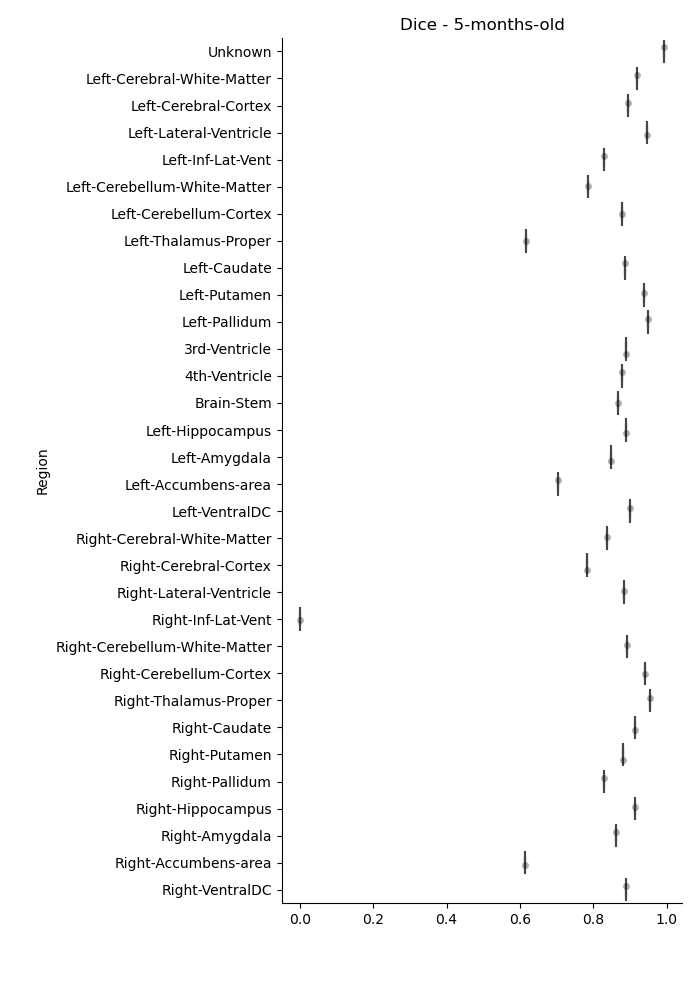 Dice - 5-months-old
Unknown
Left-Cerebral-White-Matter
Left-Cerebral-Cortex
Left-Lateral-Ventricle
Left-Inf-Lat-Vent
Left-Cerebellum-White-Matter
Left-Cerebellum-Cortex
Left-Thalamus-Proper
Left-Caudate
Left-Putamen
Left-Pallidum
3rd-Ventricle
4th-Ventricle
Brain-Stem
Left-Hippocampus
Left-Amygdala
Left-Accumbens-area
Left-VentralDC
Right-Cerebral-White-Matter
Right-Cerebral-Cortex
Right-Lateral-Ventricle
Right-Inf-Lat-Vent
Right-Cerebellum-White-Matter
Right-Cerebellum-Cortex
Right-Thalamus-Proper
Right-Caudate
Right-Putamen
Right-Pallidum
Right-Hippocampus
Right-Amygdala
Right-Accumbens-area
Right-VentralDC
Region
0.0 0.2 0.4 0.6 0.8 1.0